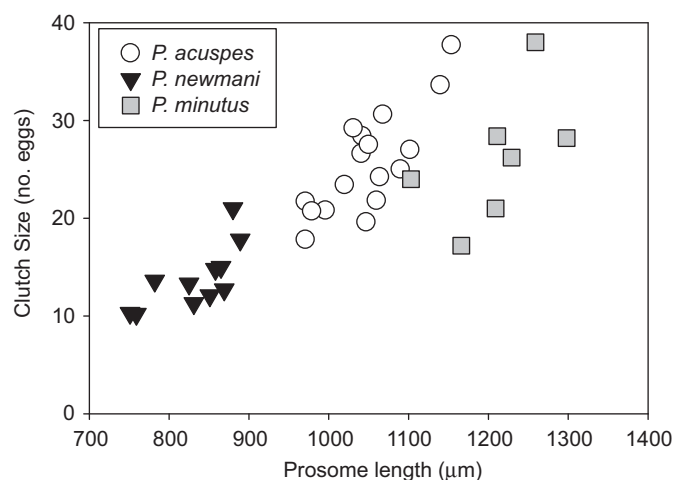 40
P. acuspes
P. newmani
P. minutus
30
20
10
0
Clutch Size (no. eggs)
700 800 900 1000 1100 1200 1300 1400
Prosome length (μm)